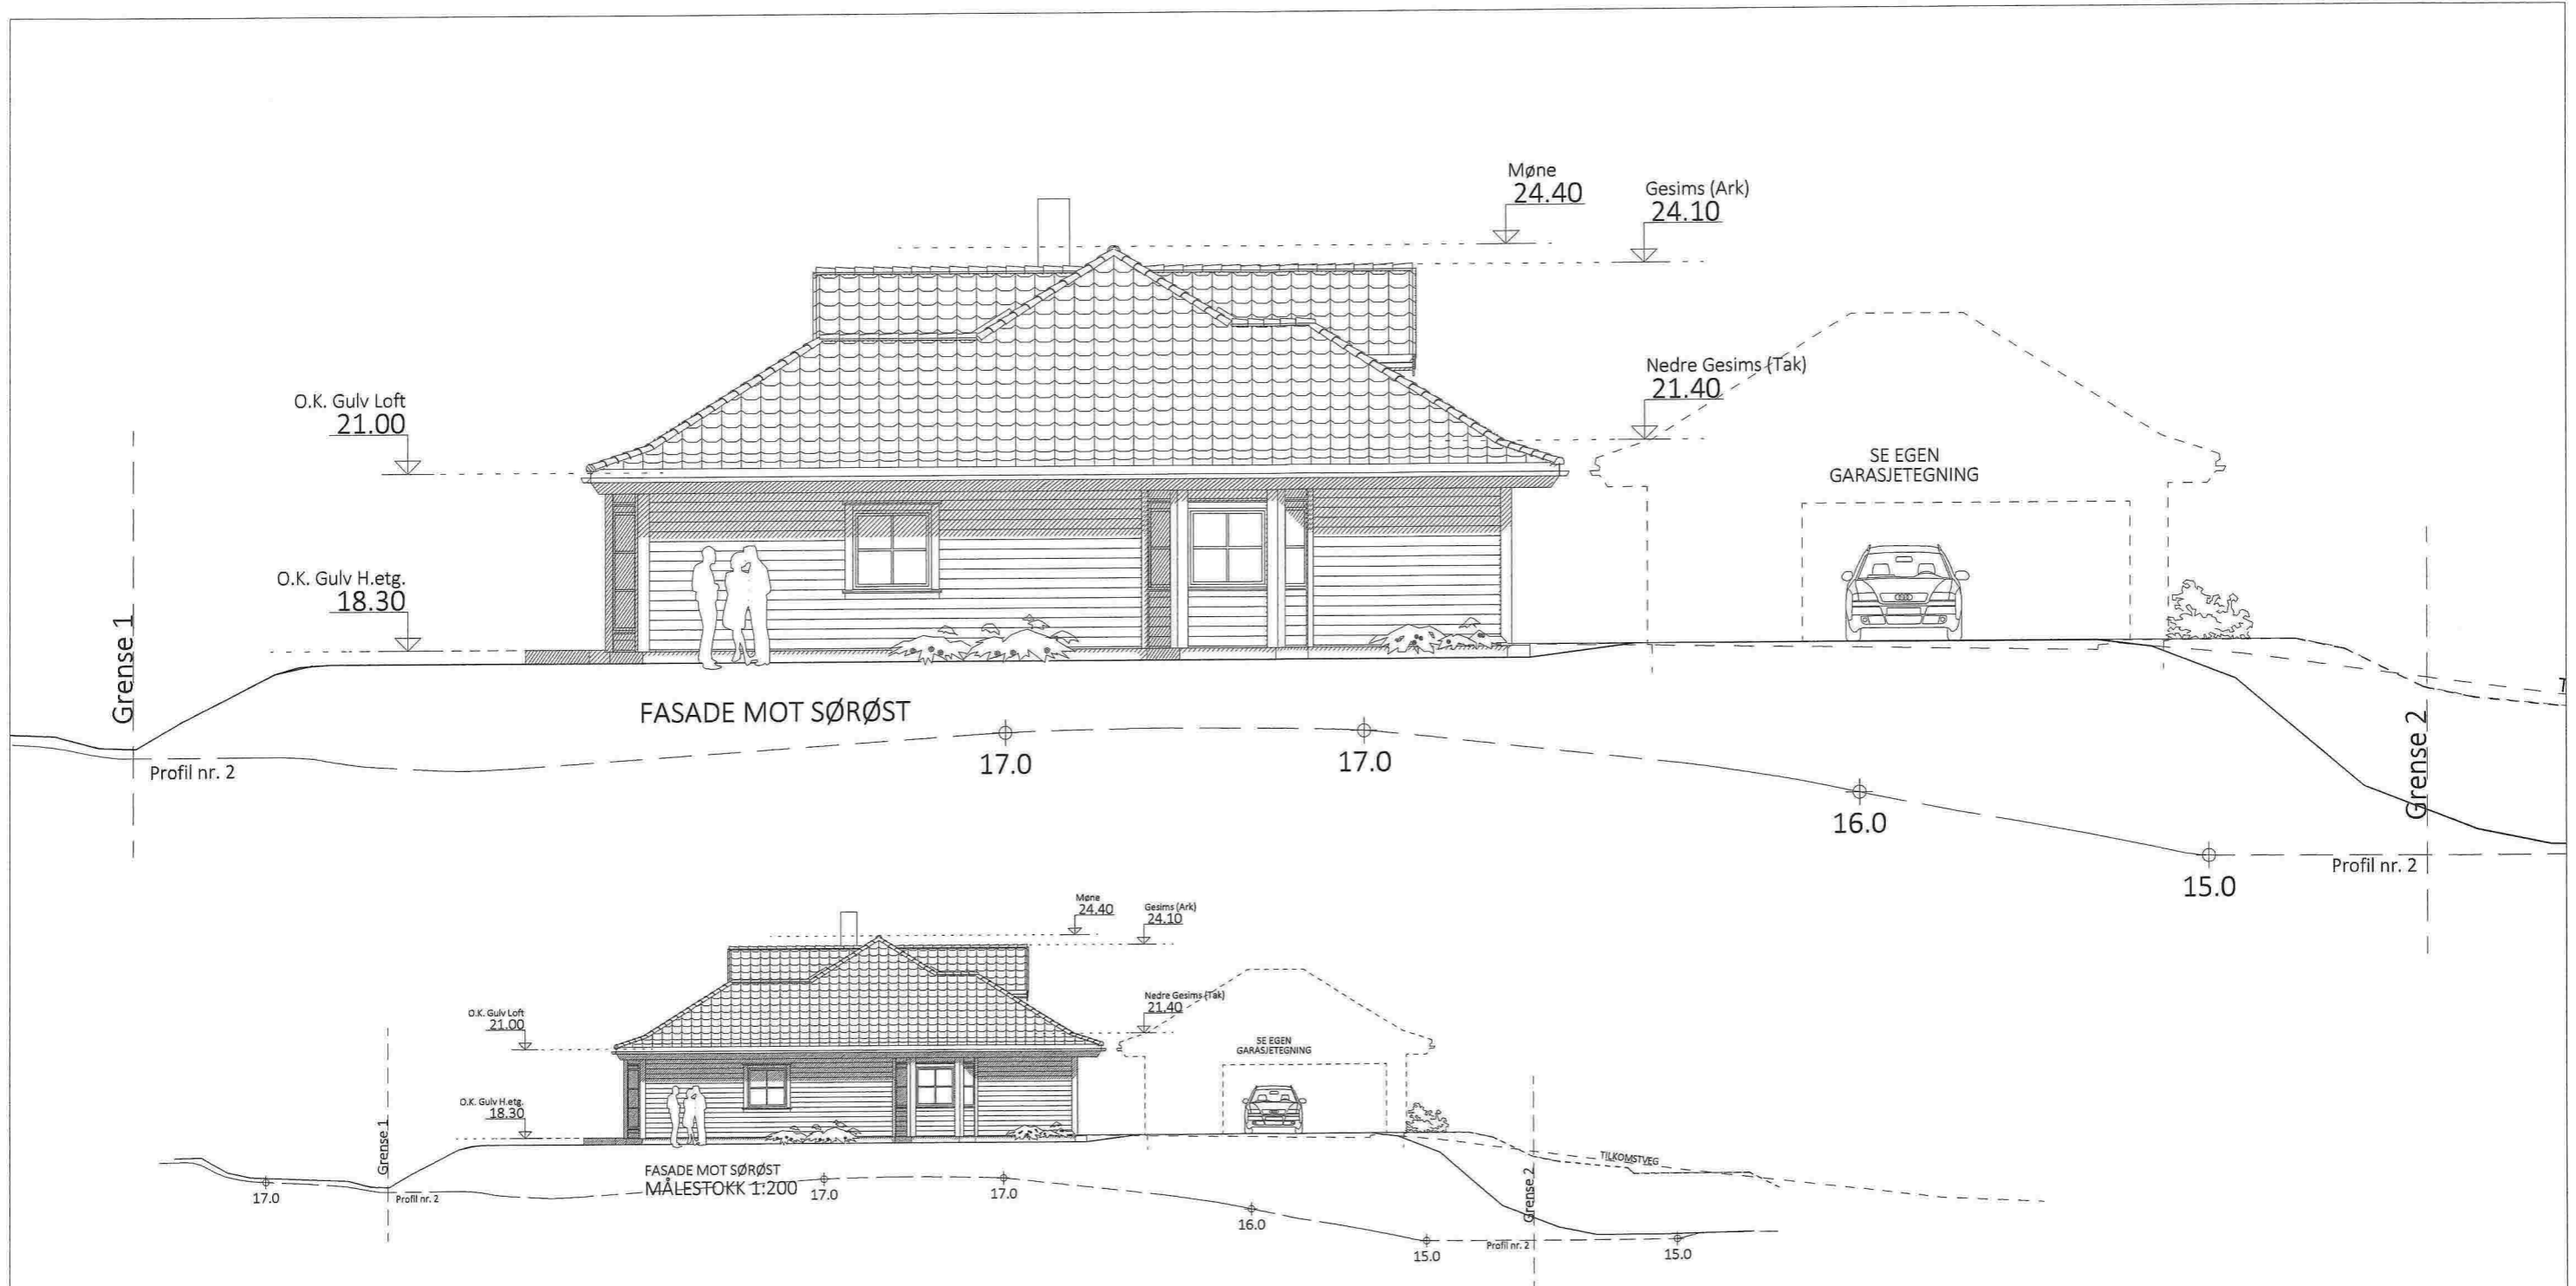 Møne
24.40
Gesims (Ark)
24.10
Nedre Gesims (Tak)
21.40
O.K. Gulv Loft
21.00
SE EGEN
GARASJETEGNING
O.K. Gulv H.etg.
18.30
Grense 1
FASADE MOT SØRØST
T
Grense 2
17.0
17.0
Profil nr. 2
16.0
Profil nr. 2
15.0
Møne
24.40
Gesims (Ark)
24.10
Nedre Gesims (Tak)
21.40
O.K. Gulv Loft
21.00
SE EGEN
GARASJETEGNING
O.K. Gulv H.etg.
18.30
Grense 1
FASADE MOT SØRØST
MÅLESTOKK 1:200
TILKOMSTVEG
Grense 2
17.0
Profil nr. 2
17.0
17.0
16.0
15.0
Profil nr. 2
15.0